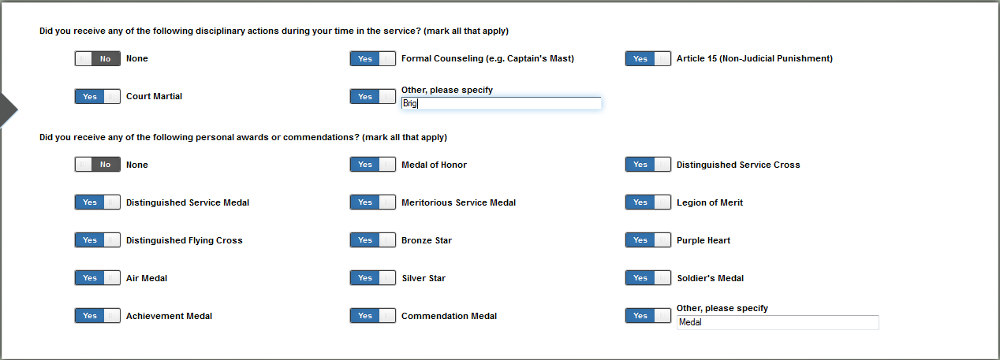 Did you receive any of the following disciplinary actions during your time in the service? (mark all that apply)
No None Yes Formal Counseling (e.g. Captain's Mast) Yes Article 15 (Non-Judicial Punishment)
Yes Court Martial Yes Other, please specify
Brig
Did you receive any of the following personal awards or commendations? (mark all that apply)
No None Yes Medal of Honor Yes Distinguished Service Cross
Yes Distinguished Service Medal Yes Meritorious Service Medal Yes Legion of Merit
Yes Distinguished Flying Cross Yes Bronze Star Yes Purple Heart
Yes Air Medal Yes Silver Star Yes Soldier's Medal
Yes Achievement Medal Yes Commendation Medal Yes Other, please specify
Medal